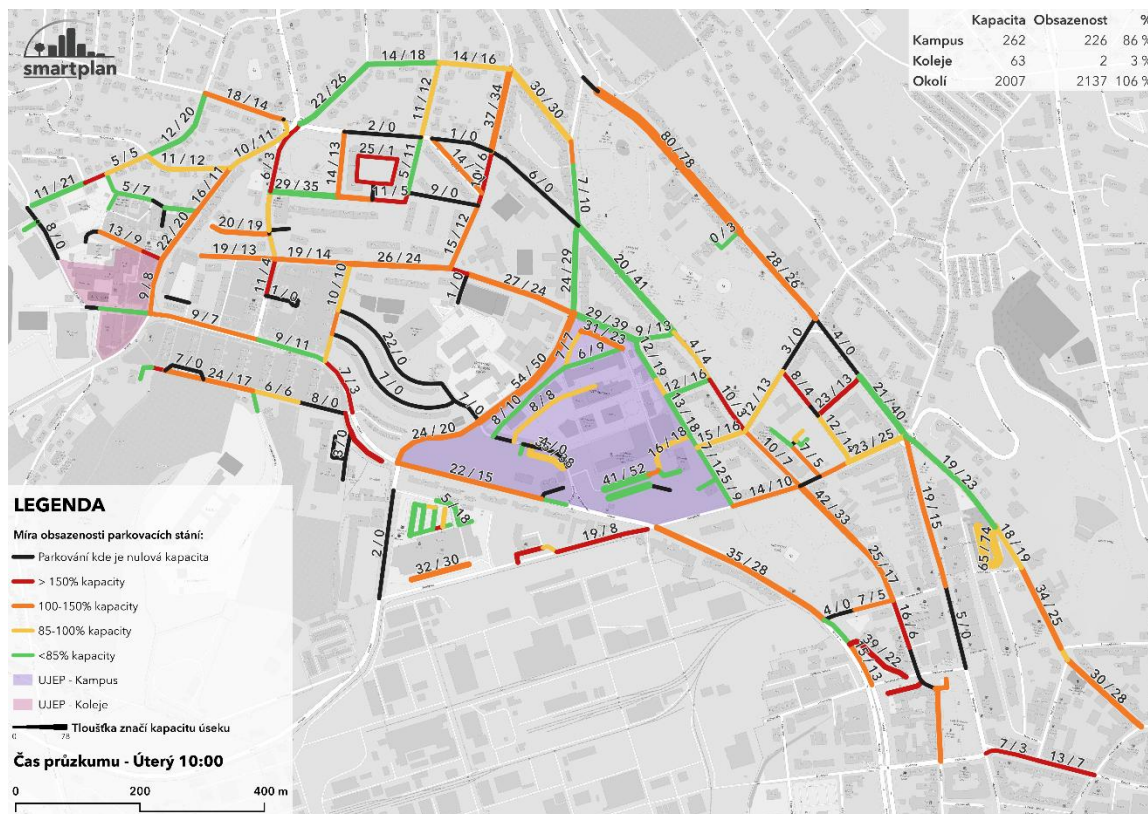 smartplan
Kapacita Obsazenost %
Kampus 262 226 86 %
Koleje 63 2 3 %
Okolí 2007 2137 106 %
14 / 18
14 / 16
22 / 26
30 / 30
18 / 14
11 / 12
37 / 34
12 / 20
10 / 11
2 / 0
1 / 0
80 / 78
25 / 1
5 / 5
11 / 12
6 / 3
14 / 13
5 / 11
6 / 0
11 / 21
5 / 7
16 / 11
29 / 35
11 / 5
9 / 0
7 / 10
8 / 0
13 / 9
22 / 20
20 / 19
15 / 12
0 / 3
19 / 13
19 / 14
26 / 24
24 / 29
20 / 41
28 / 26
9 / 8
11 / 4
1 / 0
10 / 10
1 / 0
27 / 24
9 / 7
9 / 11
22 / 0
7 / 0
29 / 39
9 / 13
31 / 23
7 / 7
6 / 9
12 / 19
4 / 4
3 / 0
4 / 0
7 / 0
24 / 17
6 / 6
8 / 0
7 / 3
54 / 50
7 / 0
8 / 10
8 / 8
12 / 16
10 / 3
12 / 13
8 / 4
23 / 13
21 / 40
13 / 18
24 / 20
4 / 0
16 / 18
15 / 16
12 / 14
23 / 25
10 / 7
7 / 5
22 / 15
41 / 52
25 / 9
14 / 10
42 / 33
19 / 23
19 / 15
2 / 0
5 / 18
19 / 8
32 / 30
35 / 28
25 / 17
65 / 74
18 / 19
34 / 25
4 / 0
7 / 5
16 / 6
5 / 0
39 / 22
15 / 13
30 / 28
7 / 3
13 / 7
LEGENDA
Míra obsazenosti parkovacích stání:
Parkování kde je nulová kapacita
> 150% kapacity
100-150% kapacity
85-100% kapacity
<85% kapacity
UJEP - Kampus
UJEP - Koleje
Tloušťka značí kapacitu úseku
0 78
Čas průzkumu - Úterý 10:00
0 200 400 m